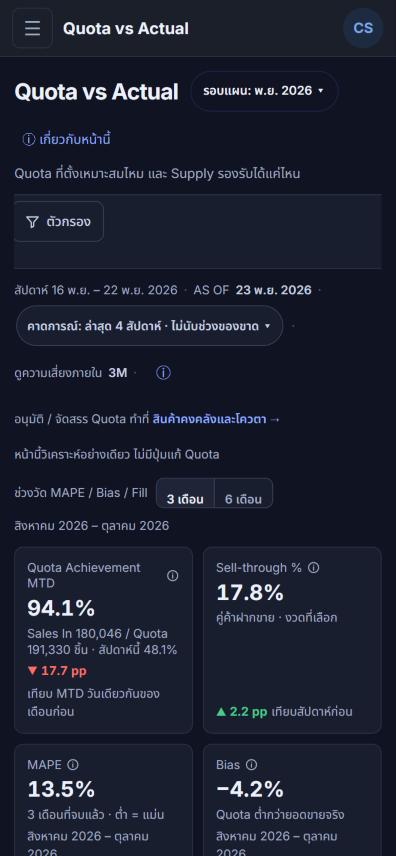 ☰ Quota vs Actual CS
Quota vs Actual รอบแผน: พ.ย. 2026 ▾
ⓘ เกี่ยวกับหน้านี้
Quota ที่ตั้งเหมาะสมไหม และ Supply รองรับได้แค่ไหน
ตัวกรอง
สัปดาห์ 16 พ.ย. – 22 พ.ย. 2026 · AS OF 23 พ.ย. 2026 ·
คาดการณ์: ล่าสุด 4 สัปดาห์ · ไม่นับช่วงของขาด ▾ ·
ดูความเสี่ยงภายใน 3M · ⓘ
อนุมัติ / จัดสรร Quota ทำที่ สินค้าคงคลังและโควตา →
หน้านี้วิเคราะห์อย่างเดียว ไม่มีปุ่มแก้ Quota
ช่วงวัด MAPE / Bias / Fill 3 เดือน 6 เดือน
สิงหาคม 2026 – ตุลาคม 2026
Quota Achievement
MTD ⓘ
94.1%
Sales In 180,046 / Quota
191,330 ชิ้น · สัปดาห์นี้ 48.1%
▼ 17.7 pp
เทียบ MTD วันเดียวกันของ
เดือนก่อน
Sell-through % ⓘ
17.8%
คู่ค้าฝากขาย · งวดที่เลือก
▲ 2.2 pp เทียบสัปดาห์ก่อน
MAPE ⓘ
13.5%
3 เดือนที่จบแล้ว · ต่ำ = แม่น
สิงหาคม 2026 – ตุลาคม
2026
Bias ⓘ
−4.2%
Quota ต่ำกว่ายอดขายจริง
สิงหาคม 2026 – ตุลาคม
2026